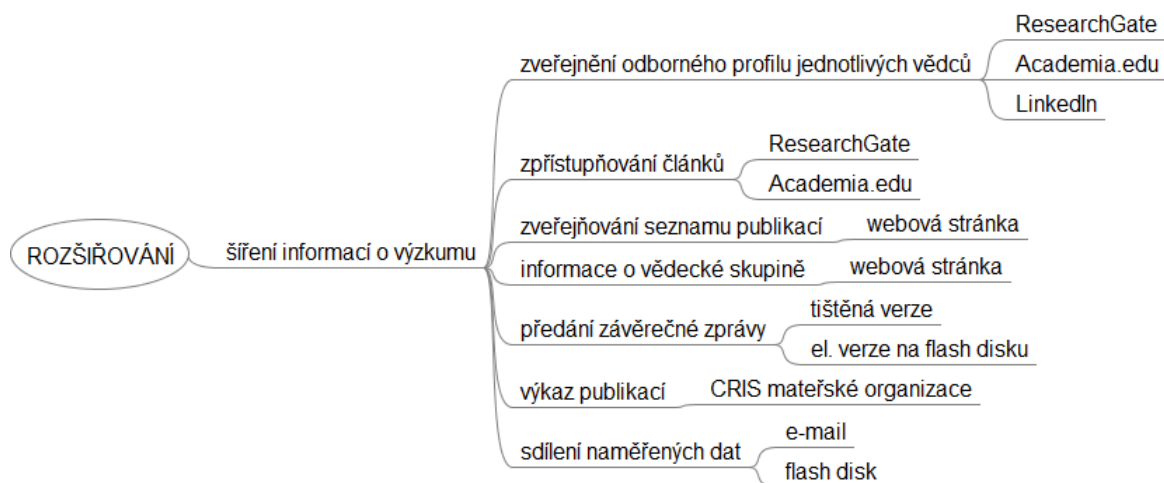 ROZŠIŘOVÁNÍ
šíření informací o výzkumu
zveřejnění odborného profilu jednotlivých vědců
ResearchGate
Academia.edu
LinkedIn
zpřístupňování článků
ResearchGate
Academia.edu
zveřejňování seznamu publikací
webová stránka
informace o vědecké skupině
webová stránka
předání závěrečné zprávy
tištěná verze
el. verze na flash disku
výkaz publikací
CRIS mateřské organizace
sdílení naměřených dat
e-mail
flash disk